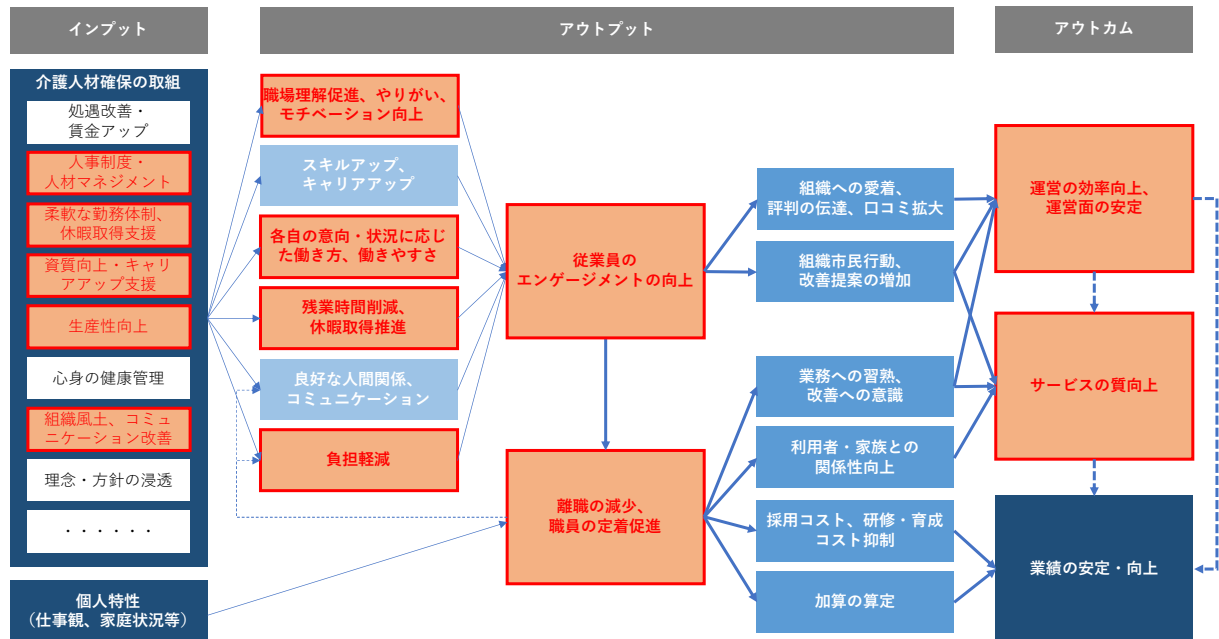 インプット
アウトプット
アウトカム
介護人材確保の取組
処遇改善・
賃金アップ
人事制度・
人材マネジメント
柔軟な勤務体制、
休暇取得支援
資質向上・キャリ
アアップ支援
生産性向上
心身の健康管理
組織風土、コミュ
ニケーション改善
理念・方針の浸透
・・・・・・
個人特性
（仕事観、家庭状況等）
職場理解促進、やりがい、
モチベーション向上
スキルアップ、
キャリアアップ
各自の意向・状況に応じ
た働き方、働きやすさ
残業時間削減、
休暇取得推進
良好な人間関係、
コミュニケーション
負担軽減
従業員の
エンゲージメントの向上
離職の減少、
職員の定着促進
組織への愛着、
評判の伝達、口コミ拡大
組織市民行動、
改善提案の増加
業務への習熟、
改善への意識
利用者・家族との
関係性向上
採用コスト、研修・育成
コスト抑制
加算の算定
運営の効率向上、
運営面の安定
サービスの質向上
業績の安定・向上